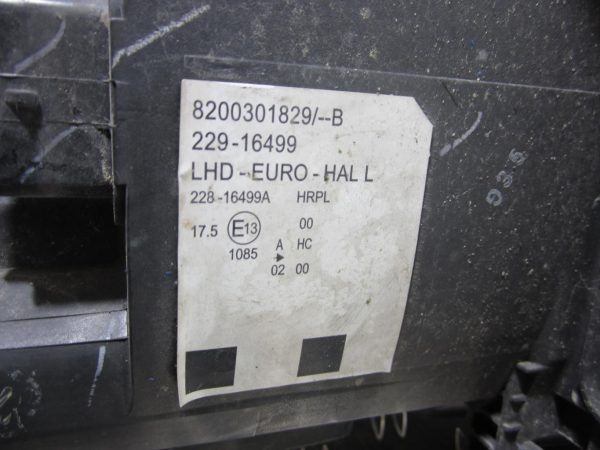 8200301829/--B
229-16499
LHD - EURO - HAL L
228-16499A HRPL
17.5 E13 00
1085 A HC
02 00